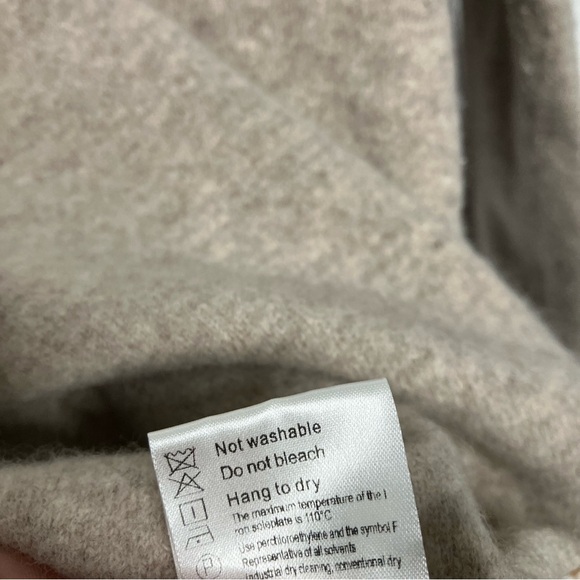 Not washable
Do not bleach
Hang to dry
The maximum temperature of the I
ron soleplate is 110°C
Use perchloroethylene and the symbol F
Representative of all solvents
Industrial dry cleaning, conventional dry
P